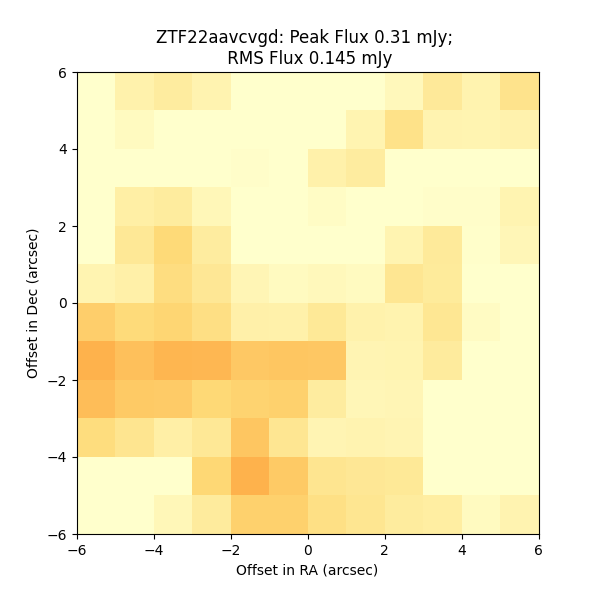 ZTF22aavcvgd: Peak Flux 0.31 mJy;
RMS Flux 0.145 mJy
6
4
2
0
−2
−4
−6
Offset in Dec (arcsec)
−6 −4 −2 0 2 4 6
Offset in RA (arcsec)